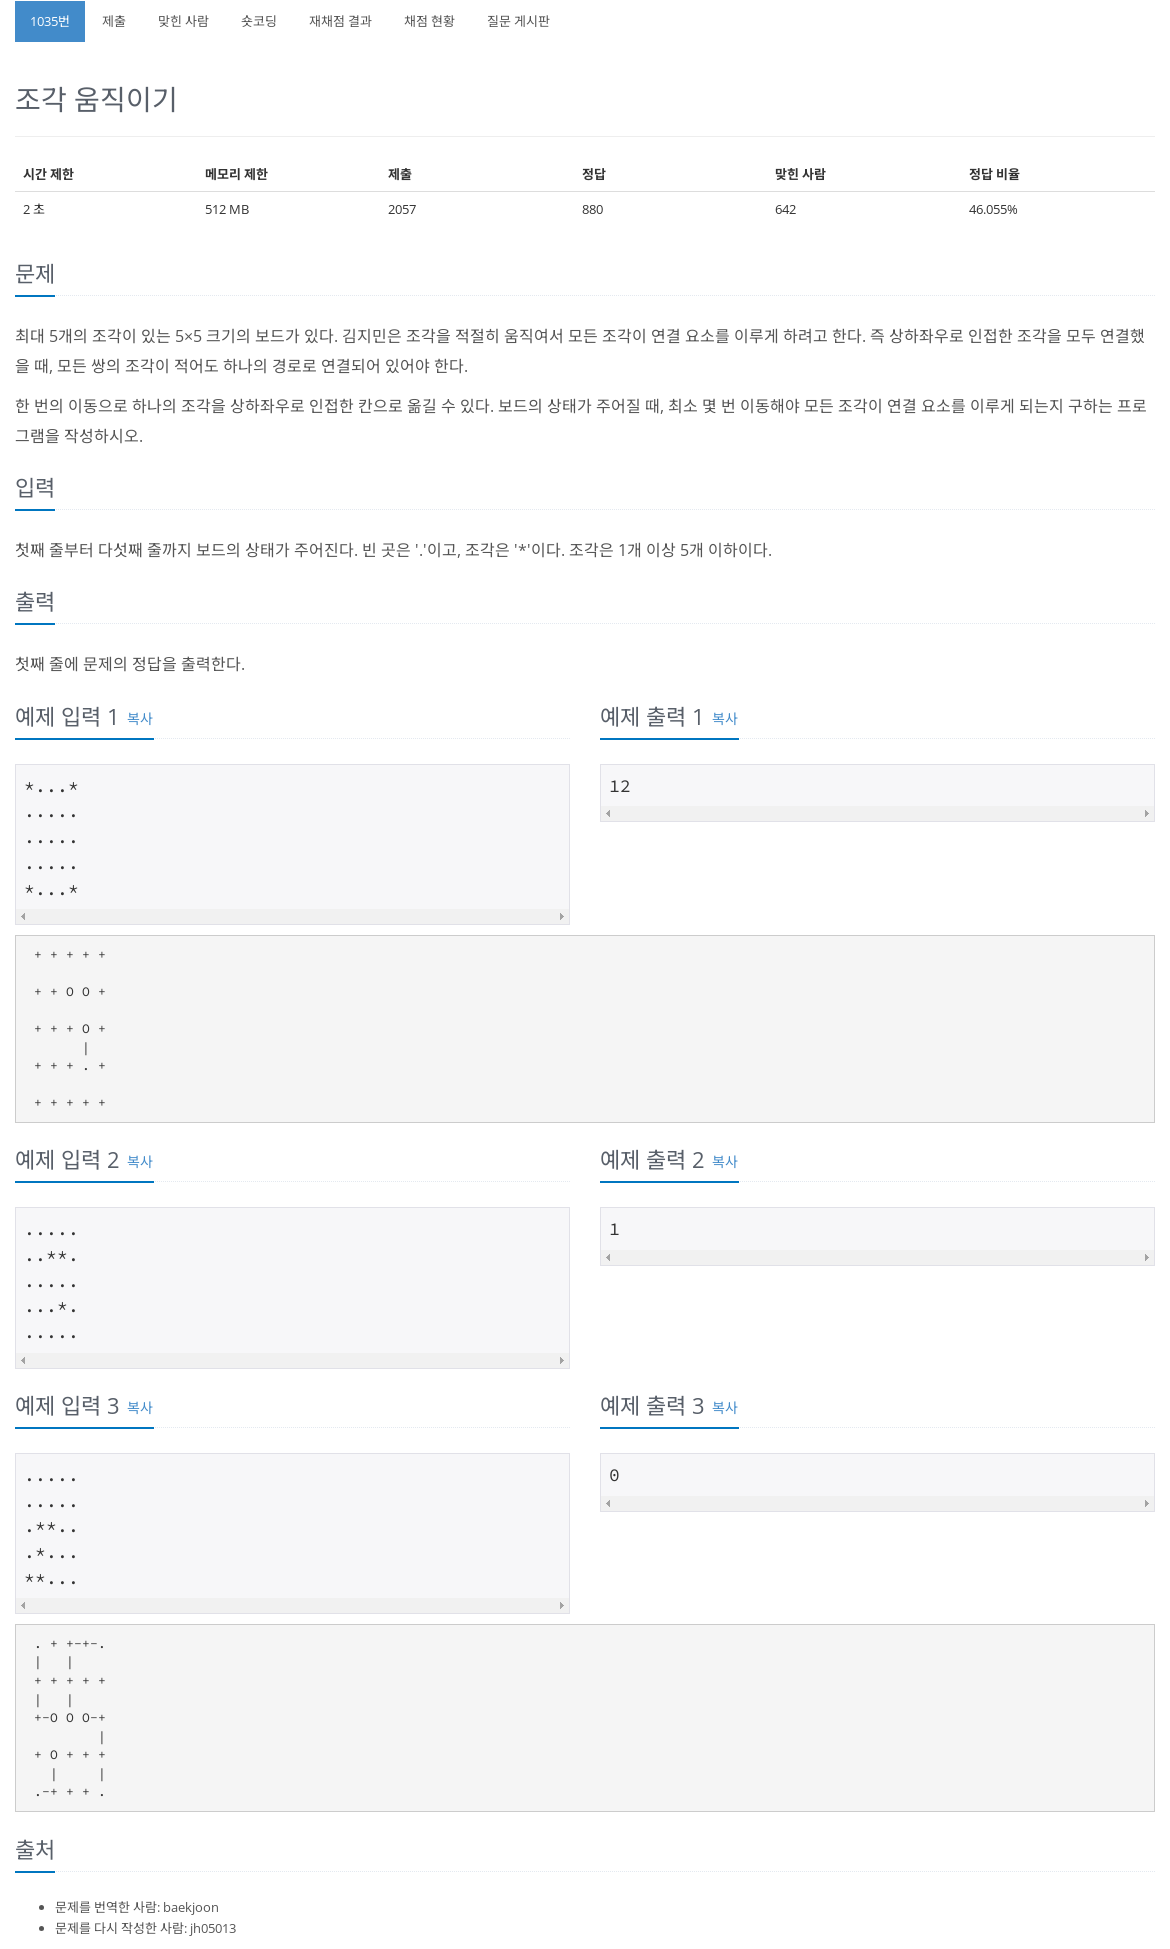 1035번 제출 맞힌 사람 숏코딩 재채점 결과 채점 현황 질문 게시판
조각 움직이기
시간 제한 메모리 제한 제출 정답 맞힌 사람 정답 비율
2 초 512 MB 2057 880 642 46.055%
문제
최대 5개의 조각이 있는 5×5 크기의 보드가 있다. 김지민은 조각을 적절히 움직여서 모든 조각이 연결 요소를 이루게 하려고 한다. 즉 상하좌우로 인접한 조각을 모두 연결했
을 때, 모든 쌍의 조각이 적어도 하나의 경로로 연결되어 있어야 한다.
한 번의 이동으로 하나의 조각을 상하좌우로 인접한 칸으로 옮길 수 있다. 보드의 상태가 주어질 때, 최소 몇 번 이동해야 모든 조각이 연결 요소를 이루게 되는지 구하는 프로
그램을 작성하시오.
입력
첫째 줄부터 다섯째 줄까지 보드의 상태가 주어진다. 빈 곳은 '.'이고, 조각은 '*'이다. 조각은 1개 이상 5개 이하이다.
출력
첫째 줄에 문제의 정답을 출력한다.
예제 입력 1 복사
*...*
.....
.....
.....
*...*
예제 출력 1 복사
12
+ + + + +
+ + O O +
+ + + O +
|
+ + + . +
+ + + + +
예제 입력 2 복사
.....
..**.
.....
...*.
.....
예제 출력 2 복사
1
예제 입력 3 복사
.....
.....
.**..
.*...
**...
예제 출력 3 복사
0
. + +-+-.
|   |
+ + + + +
|   |
+-O O O-+
        |
+ O + + +
  |     |
.-+ + + .
출처
• 문제를 번역한 사람: baekjoon
• 문제를 다시 작성한 사람: jh05013